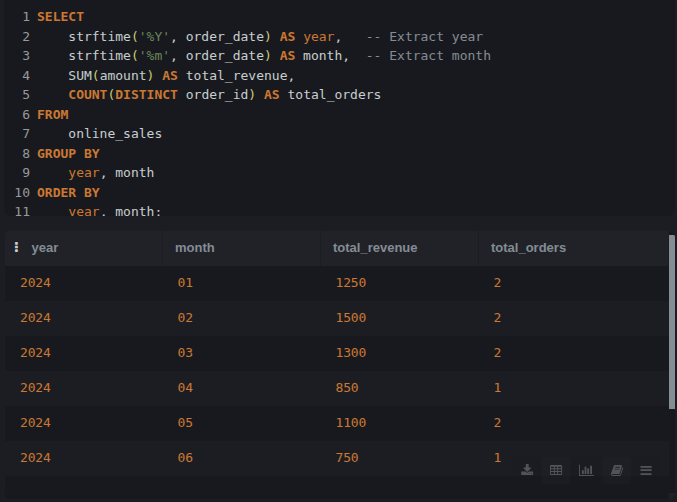 1 SELECT
2 strftime('%Y', order_date) AS year, -- Extract year
3 strftime('%m', order_date) AS month, -- Extract month
4 SUM(amount) AS total_revenue,
5 COUNT(DISTINCT order_id) AS total_orders
6 FROM
7 online_sales
8 GROUP BY
9 year, month
10 ORDER BY
11 year, month;
year month total_revenue total_orders
2024 01 1250 2
2024 02 1500 2
2024 03 1300 2
2024 04 850 1
2024 05 1100 2
2024 06 750 1